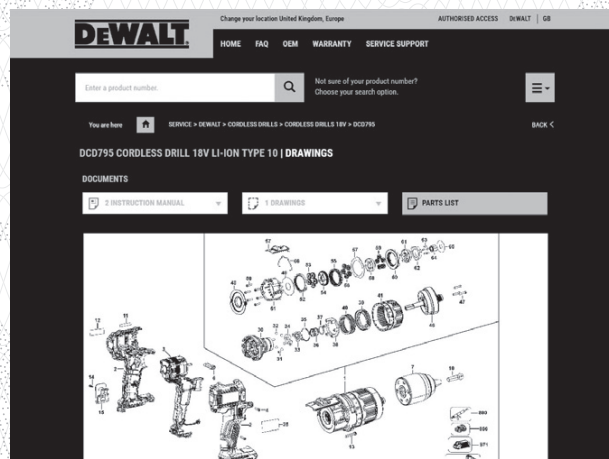 Change your location United Kingdom, Europe
AUTHORISED ACCESS DEWALT | GB
DEWALT
HOME FAQ OEM WARRANTY SERVICE SUPPORT
Enter a product number.
Not sure of your product number?
Choose your search option.
You are here
SERVICE > DEWALT > CORDLESS DRILLS > CORDLESS DRILLS 18V > DCD795
BACK <
DCD795 CORDLESS DRILL 18V LI-ION TYPE 10 | DRAWINGS
DOCUMENTS
2 INSTRUCTION MANUAL
1 DRAWINGS
PARTS LIST